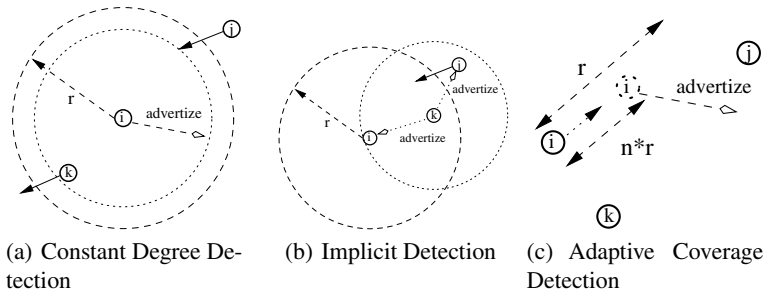 j
r
i
advertize
k
(a) Constant Degree De-
tection
j
advertize
k
r
i
advertize
(b) Implicit Detection
j
r
i
advertize
i
n*r
k
(c) Adaptive Coverage
Detection